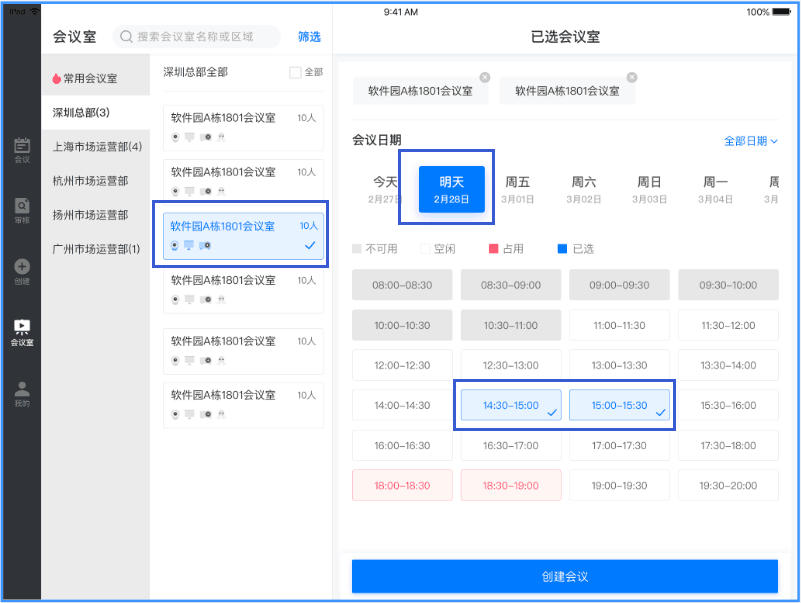 iPad
9:41 AM
100%
会议室
搜索会议室名称或区域
筛选
已选会议室
常用会议室
深圳总部(3)
上海市场运营部(4)
杭州市场运营部
扬州市场运营部
广州市场运营部(1)
会议
审核
创建
会议室
我的
深圳总部全部
全部
软件园A栋1801会议室 10人
软件园A栋1801会议室 10人
软件园A栋1801会议室 10人
软件园A栋1801会议室 10人
软件园A栋1801会议室 10人
软件园A栋1801会议室 10人
软件园A栋1801会议室 软件园A栋1801会议室
会议日期
全部日期
今天 明天 周五 周六 周日 周一 周
2月27日 2月28日 3月01日 3月02日 3月03日 3月04日 3月
不可用 空闲 占用 已选
08:00-08:30 08:30-09:00 09:00-09:30 09:30-10:00
10:00-10:30 10:30-11:00 11:00-11:30 11:30-12:00
12:00-12:30 12:30-13:00 13:00-13:30 13:30-14:00
14:00-14:30 14:30-15:00 15:00-15:30 15:30-16:00
16:00-16:30 16:30-17:00 17:00-17:30 17:30-18:00
18:00-18:30 18:30-19:00 19:00-19:30 19:30-20:00
创建会议